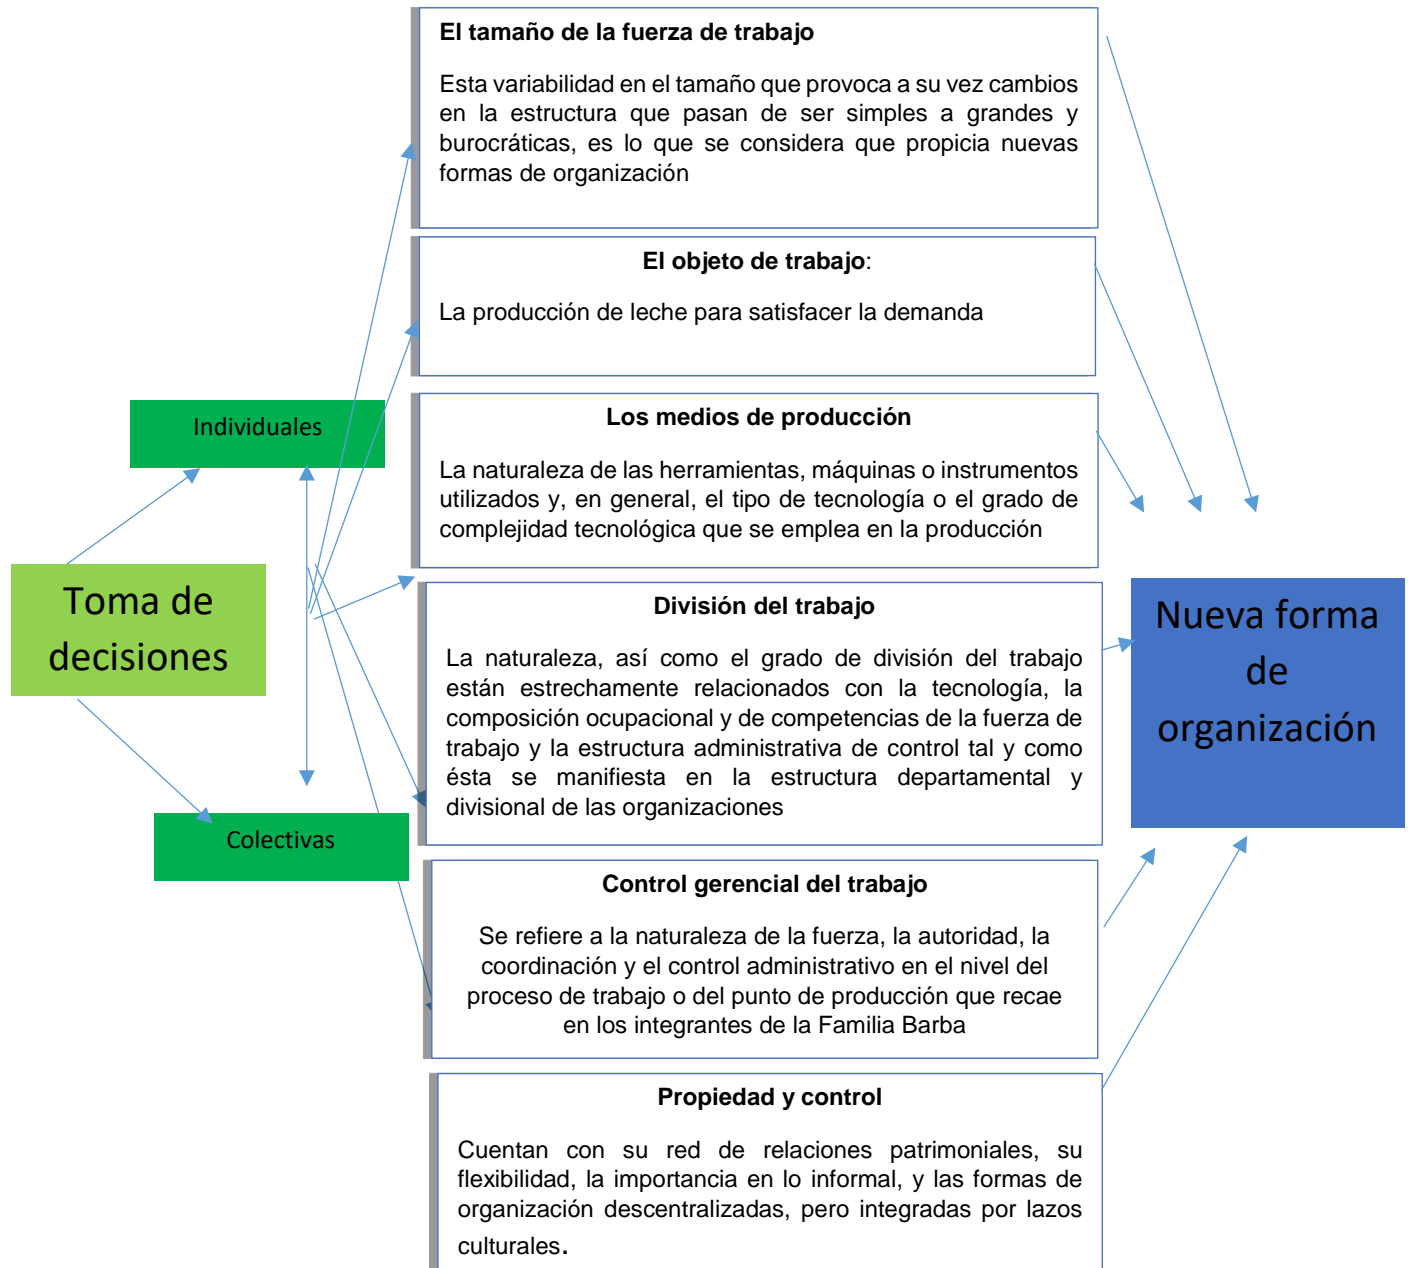 El tamaño de la fuerza de trabajo
Esta variabilidad en el tamaño que provoca a su vez cambios
en la estructura que pasan de ser simples a grandes y
burocráticas, es lo que se considera que propicia nuevas
formas de organización
El objeto de trabajo:
La producción de leche para satisfacer la demanda
Individuales
Los medios de producción
La naturaleza de las herramientas, máquinas o instrumentos
utilizados y, en general, el tipo de tecnología o el grado de
complejidad tecnológica que se emplea en la producción
Toma de
decisiones
División del trabajo
La naturaleza, así como el grado de división del trabajo
están estrechamente relacionados con la tecnología, la
composición ocupacional y de competencias de la fuerza de
trabajo y la estructura administrativa de control tal y como
ésta se manifiesta en la estructura departamental y
divisional de las organizaciones
Nueva forma
de
organización
Colectivas
Control gerencial del trabajo
Se refiere a la naturaleza de la fuerza, la autoridad, la
coordinación y el control administrativo en el nivel del
proceso de trabajo o del punto de producción que recae
en los integrantes de la Familia Barba
Propiedad y control
Cuentan con su red de relaciones patrimoniales, su
flexibilidad, la importancia en lo informal, y las formas de
organización descentralizadas, pero integradas por lazos
culturales.